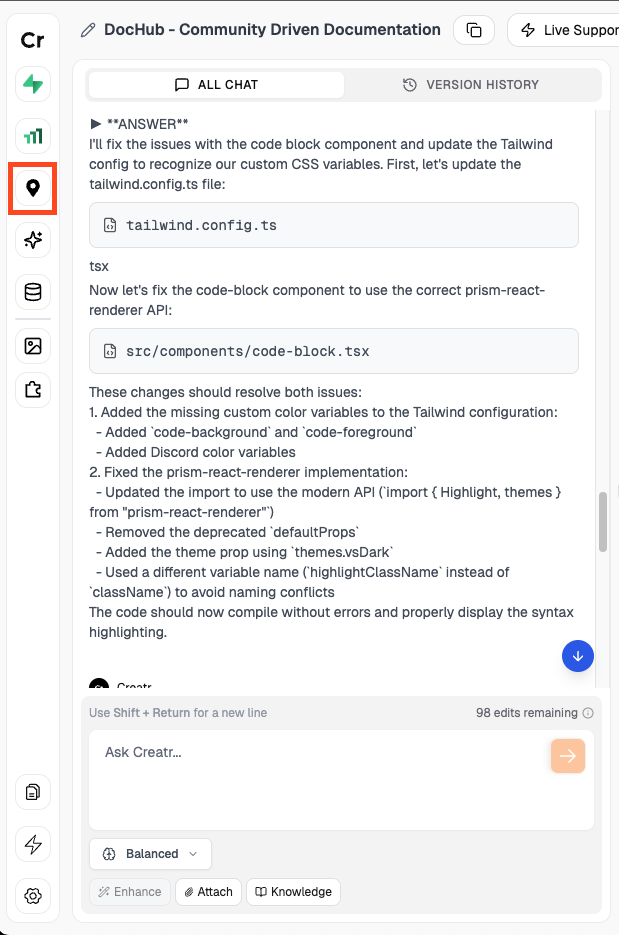 Cr
DocHub - Community Driven Documentation
Live Suppor
ALL CHAT
VERSION HISTORY
▶ **ANSWER**
I'll fix the issues with the code block component and update the Tailwind
config to recognize our custom CSS variables. First, let's update the
tailwind.config.ts file:
tailwind.config.ts
tsx
Now let's fix the code-block component to use the correct prism-react-
renderer API:
src/components/code-block.tsx
These changes should resolve both issues:
1. Added the missing custom color variables to the Tailwind configuration:
- Added `code-background` and `code-foreground`
- Added Discord color variables
2. Fixed the prism-react-renderer implementation:
- Updated the import to use the modern API (`import { Highlight, themes }
from "prism-react-renderer"`)
- Removed the deprecated `defaultProps`
- Added the theme prop using `themes.vsDark`
- Used a different variable name (`highlightClassName` instead of
`className`) to avoid naming conflicts
The code should now compile without errors and properly display the syntax
highlighting.
Creatr
Use Shift + Return for a new line
98 edits remaining
Ask Creatr...
Balanced
Enhance
Attach
Knowledge